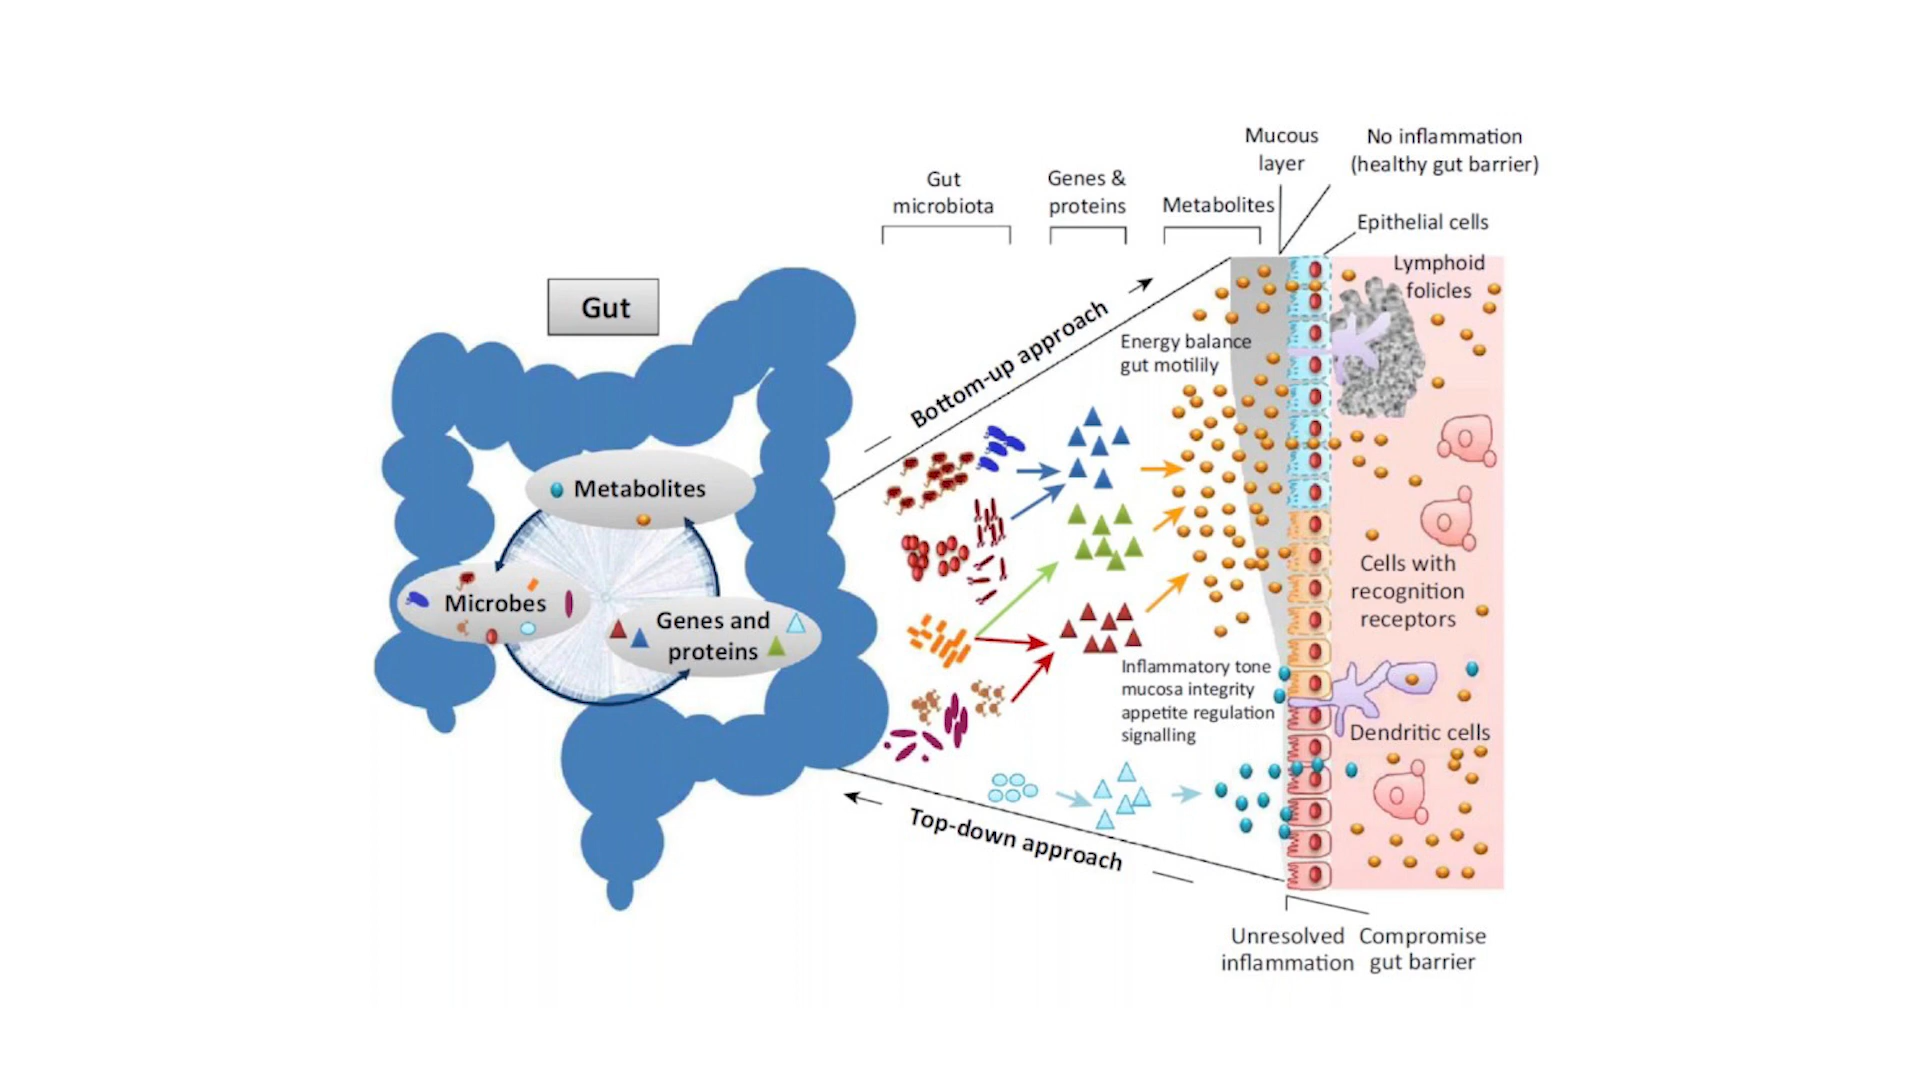 Mucous
layer
No inflammation
(healthy gut barrier)
Gut
microbiota
Genes &
proteins
Metabolites
Epithelial cells
Lymphoid
folicles
Gut
Bottom-up approach
Energy balance
gut motilily
Metabolites
Microbes
Genes and
proteins
Cells with
recognition
receptors
Inflammatory tone
mucosa integrity
appetite regulation
signalling
Dendritic cells
Top-down approach
Unresolved
inflammation
Compromise
gut barrier